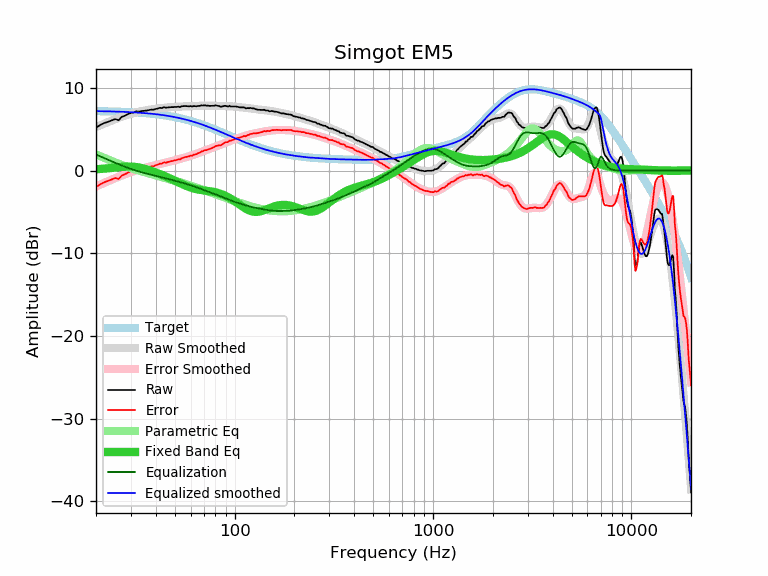 Simgot EM5
10
0
−10
−20
−30
−40
Amplitude (dBr)
Target
Raw Smoothed
Error Smoothed
Raw
Error
Parametric Eq
Fixed Band Eq
Equalization
Equalized smoothed
100
1000
10000
Frequency (Hz)